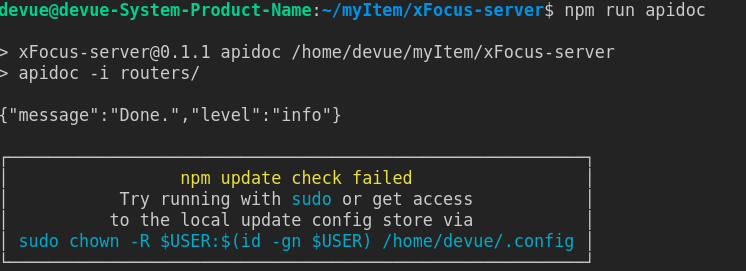 devue@devue-System-Product-Name:~/myItem/xFocus-server$ npm run apidoc
> xFocus-server@0.1.1 apidoc /home/devue/myItem/xFocus-server
> apidoc -i routers/
{"message":"Done.","level":"info"}
npm update check failed
Try running with sudo or get access
to the local update config store via
sudo chown -R $USER:$(id -gn $USER) /home/devue/.config